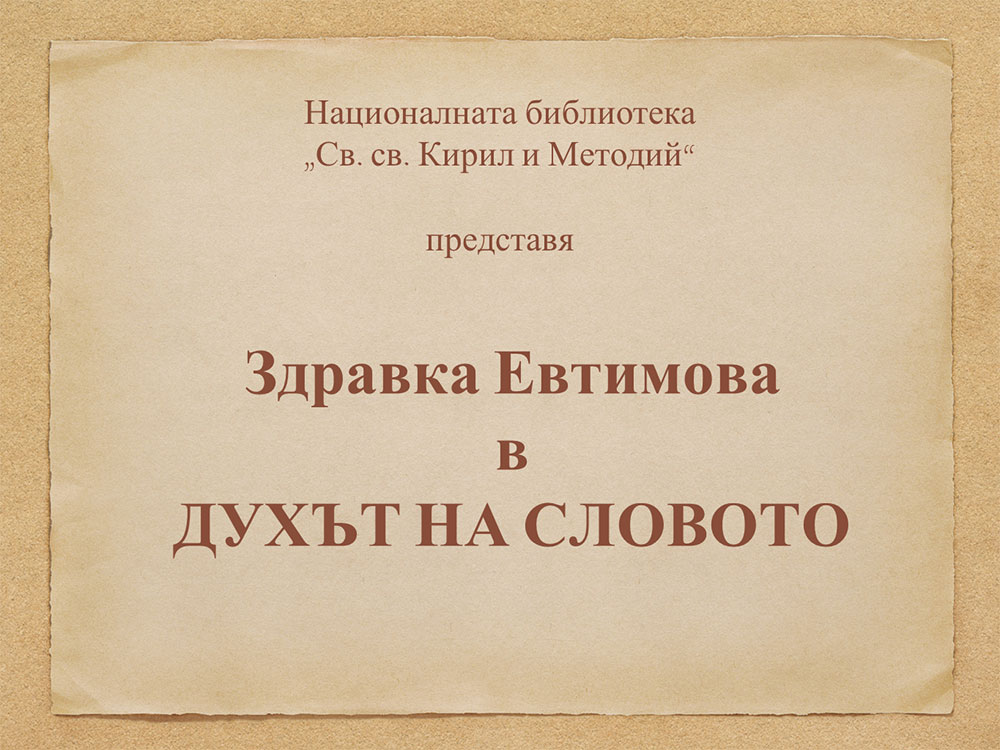 Националната библиотека
„Св. св. Кирил и Методий“
представя
Здравка Евтимова
в
ДУХЪТ НА СЛОВОТО